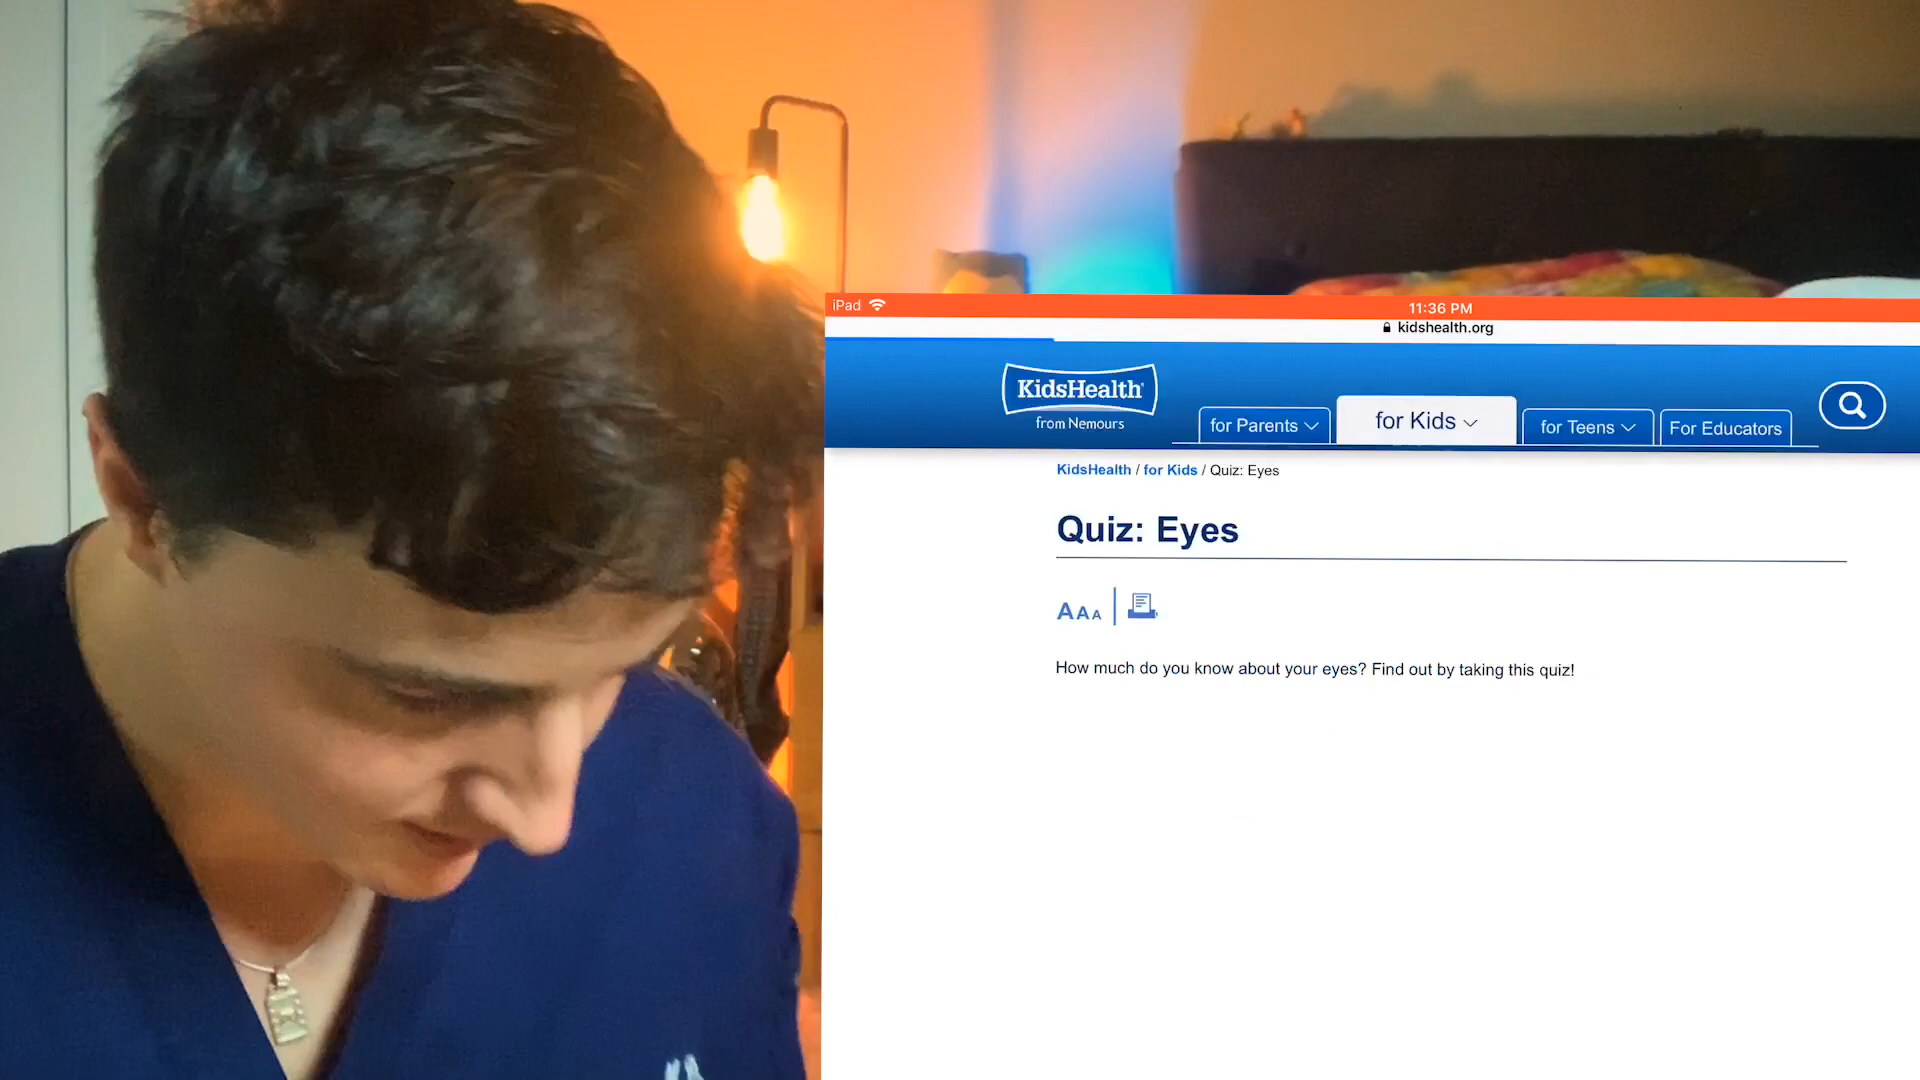 iPad
11:36 PM
kidshealth.org
KidsHealth
from Nemours
for Parents
for Kids
for Teens
For Educators
KidsHealth / for Kids / Quiz: Eyes
Quiz: Eyes
AAA
How much do you know about your eyes? Find out by taking this quiz!